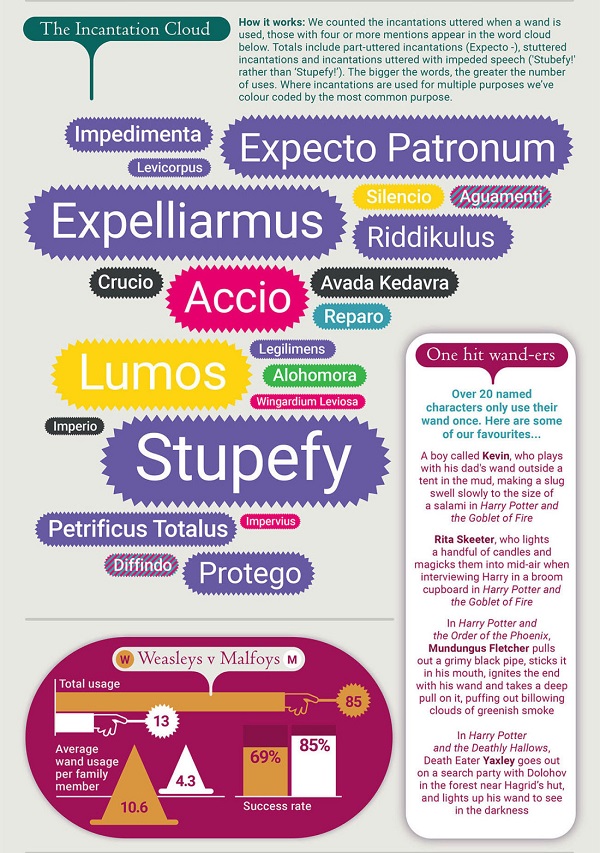 The Incantation Cloud
How it works: We counted the incantations uttered when a wand is
used, those with four or more mentions appear in the word cloud
below. Totals include part-uttered incantations (Expecto -), stuttered
incantations and incantations uttered with impeded speech ('Stubefy!'
rather than 'Stupefy!'). The bigger the words, the greater the number
of uses. Where incantations are used for multiple purposes we've
colour coded by the most common purpose.
Impedimenta
Expecto Patronum
Levicorpus
Silencio
Aguamenti
Expelliarmus
Riddikulus
Crucio
Accio
Avada Kedavra
Reparo
Legilimens
Lumos
Alohomora
Wingardium Leviosa
Imperio
Stupefy
Petrificus Totalus
Impervius
Diffindo
Protego
One hit wand-ers
Over 20 named
characters only use their
wand once. Here are some
of our favourites...
A boy called Kevin, who plays
with his dad's wand outside a
tent in the mud, making a slug
swell slowly to the size of
a salami in Harry Potter and
the Goblet of Fire
Rita Skeeter, who lights
a handful of candles and
magicks them into mid-air when
interviewing Harry in a broom
cupboard in Harry Potter and
the Goblet of Fire
In Harry Potter and
the Order of the Phoenix,
Mundungus Fletcher pulls
out a grimy black pipe, sticks it
in his mouth, ignites the end
with his wand and takes a deep
pull on it, puffing out billowing
clouds of greenish smoke
In Harry Potter
and the Deathly Hallows,
Death Eater Yaxley goes out
on a search party with Dolohov
in the forest near Hagrid's hut,
and lights up his wand to see
in the darkness
W Weasleys v Malfoys M
Total usage
85
13
Average
wand usage
per family
member
10.6
4.3
69%
85%
Success rate